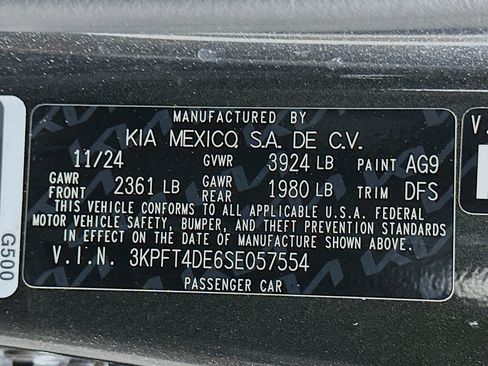 MANUFACTURED BY
KIA MEXICO, S.A. DE C.V.
11/24 GVWR 3924 LB PAINT AG9
GAWR FRONT 2361 LB GAWR REAR 1980 LB TRIM DFS
THIS VEHICLE CONFORMS TO ALL APPLICABLE U.S.A. FEDERAL
MOTOR VEHICLE SAFETY, BUMPER, AND THEFT PREVENTION STANDARDS
IN EFFECT ON THE DATE OF MANUFACTURE SHOWN ABOVE.
V.I.N. 3KPFT4DE6SE057554
PASSENGER CAR
G500
V.